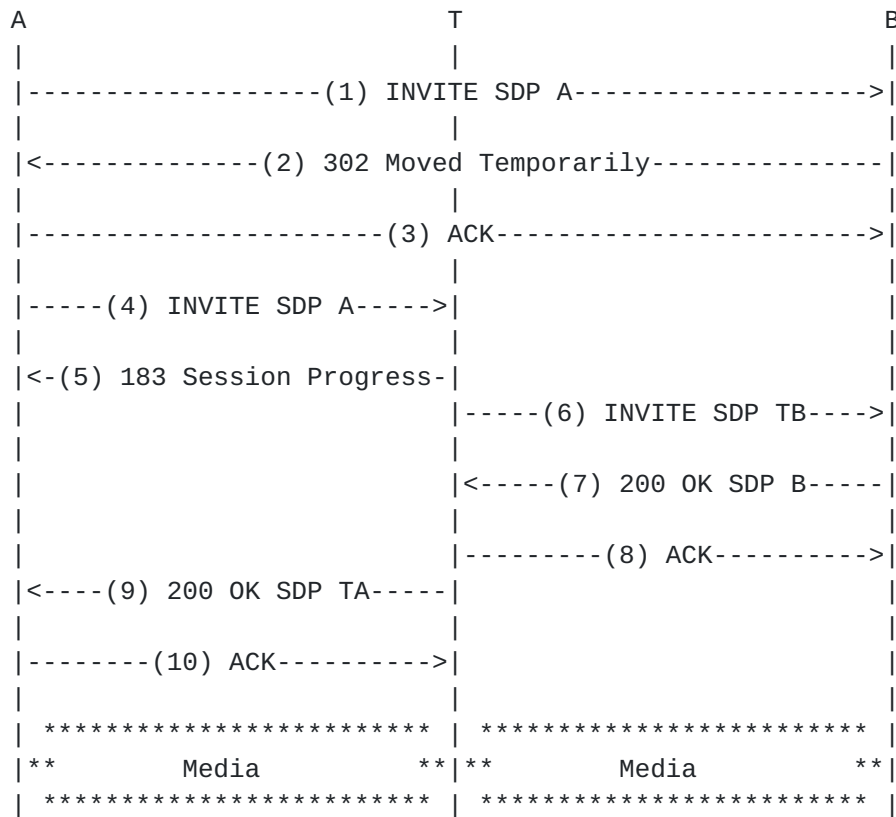 A T B
| | |
|-------------------(1) INVITE SDP A------------------->|
| | |
|<--------------(2) 302 Moved Temporarily---------------|
| | |
|-----------------------(3) ACK------------------------>|
| | |
|-----(4) INVITE SDP A----->| |
| | |
|<-(5) 183 Session Progress-| |
| |-----(6) INVITE SDP TB---->|
| | |
| |<-----(7) 200 OK SDP B-----|
| | |
| |---------(8) ACK---------->|
|<----(9) 200 OK SDP TA-----| |
| | |
|--------(10) ACK---------->| |
| | |
| ************************* | ************************* |
|** Media **|** Media **|
| ************************* | ************************* |